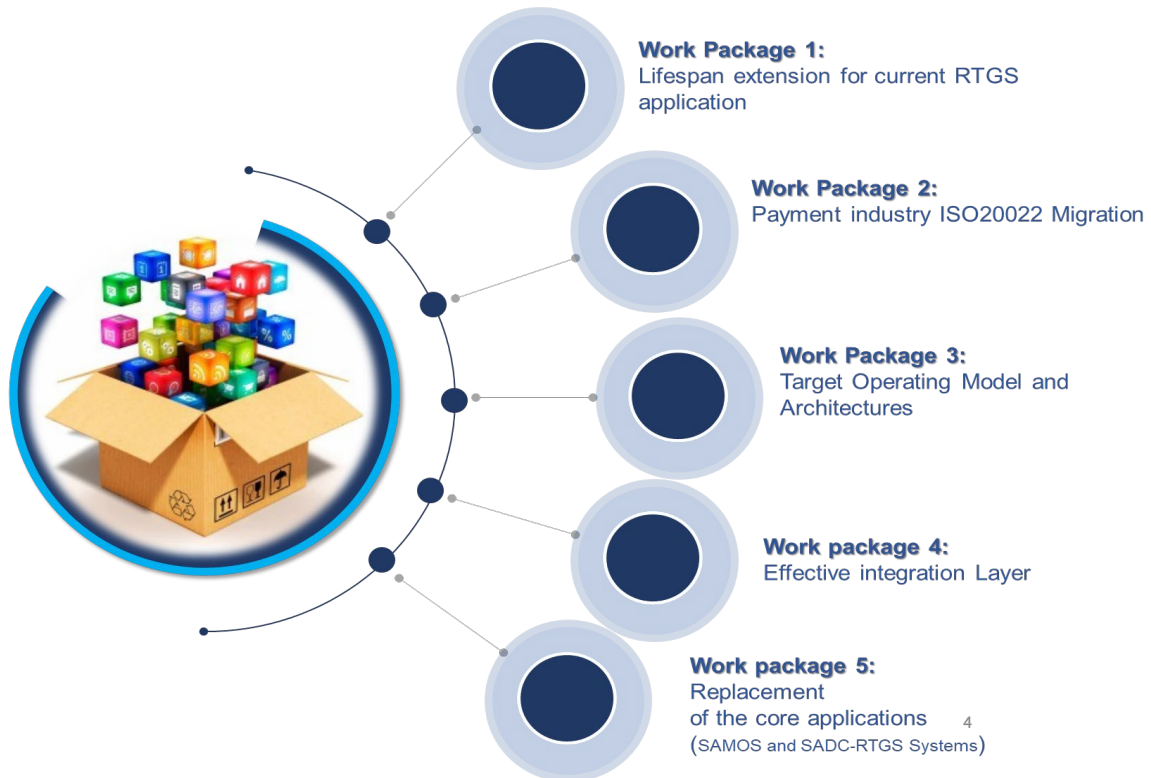 Work Package 1:
Lifespan extension for current RTGS
application
Work Package 2:
Payment industry ISO20022 Migration
Work Package 3:
Target Operating Model and
Architectures
Work package 4:
Effective integration Layer
Work package 5:
Replacement
of the core applications
(SAMOS and SADC-RTGS Systems)
4